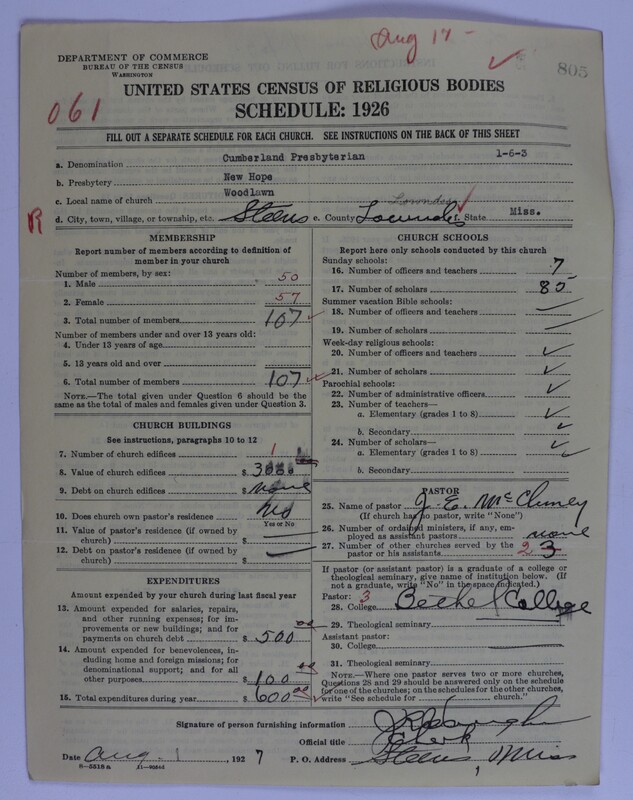 Aug 17 -
DEPARTMENT OF COMMERCE
BUREAU OF THE CENSUS
WASHINGTON
805
UNITED STATES CENSUS OF RELIGIOUS BODIES
061
SCHEDULE: 1926
FILL OUT A SEPARATE SCHEDULE FOR EACH CHURCH. SEE INSTRUCTIONS ON THE BACK OF THIS SHEET
a. Denomination Cumberland Presbyterian 1-6-3
b. Presbytery New Hope
c. Local name of church Woodlawn
Lowndes
R d. City, town, village, or township, etc. Steens e. County Lowndes f. State Miss.
MEMBERSHIP
Report number of members according to definition of
member in your church
Number of members, by sex:
1. Male 50
2. Female 57
3. Total number of members 107
Number of members under and over 13 years old:
4. Under 13 years of age
5. 13 years old and over
6. Total number of members 107
NOTE.—The total given under Question 6 should be the
same as the total of males and females given under Question 3.
CHURCH BUILDINGS
See instructions, paragraphs 10 to 12
7. Number of church edifices 1
8. Value of church edifices $
9. Debt on church edifices $ none
10. Does church own pastor's residence No
Yes or No
11. Value of pastor's residence (if owned by
church) $
12. Debt on pastor's residence (if owned by
church) $
EXPENDITURES
Amount expended by your church during last fiscal year
13. Amount expended for salaries, repairs,
and other running expenses; for im-
provements or new buildings; and for
payments on church debt $ 500 00
14. Amount expended for benevolences, in-
cluding home and foreign missions; for
denominational support; and for all
other purposes $ 100 00
15. Total expenditures during year $ 600 00
CHURCH SCHOOLS
Report here only schools conducted by this church
Sunday schools:
16. Number of officers and teachers 7
17. Number of scholars 85
Summer vacation Bible schools:
18. Number of officers and teachers
19. Number of scholars
Week-day religious schools:
20. Number of officers and teachers
21. Number of scholars
Parochial schools:
22. Number of administrative officers
23. Number of teachers—
a. Elementary (grades 1 to 8)
b. Secondary
24. Number of scholars—
a. Elementary (grades 1 to 8)
b. Secondary
PASTOR
25. Name of pastor J. E. McCluney
(If church has no pastor, write "None")
26. Number of ordained ministers, if any, em-
ployed as assistant pastors none
27. Number of other churches served by the
pastor or his assistants 2 3
If pastor (or assistant pastor) is a graduate of a college or
theological seminary, give name of institution below. (If
not a graduate, write "No" in the space indicated.)
Pastor: 3
28. College Bethel College
29. Theological seminary
Assistant pastor:
30. College
31. Theological seminary
NOTE.—Where one pastor serves two or more churches,
Questions 28 and 29 should be answered only on the schedule
for one of the churches; on the schedules for the other churches,
write "See schedule for church."
Signature of person furnishing information
Official title Clerk
Date Aug. 1, 1927 P. O. Address Steens Miss
8-5518a